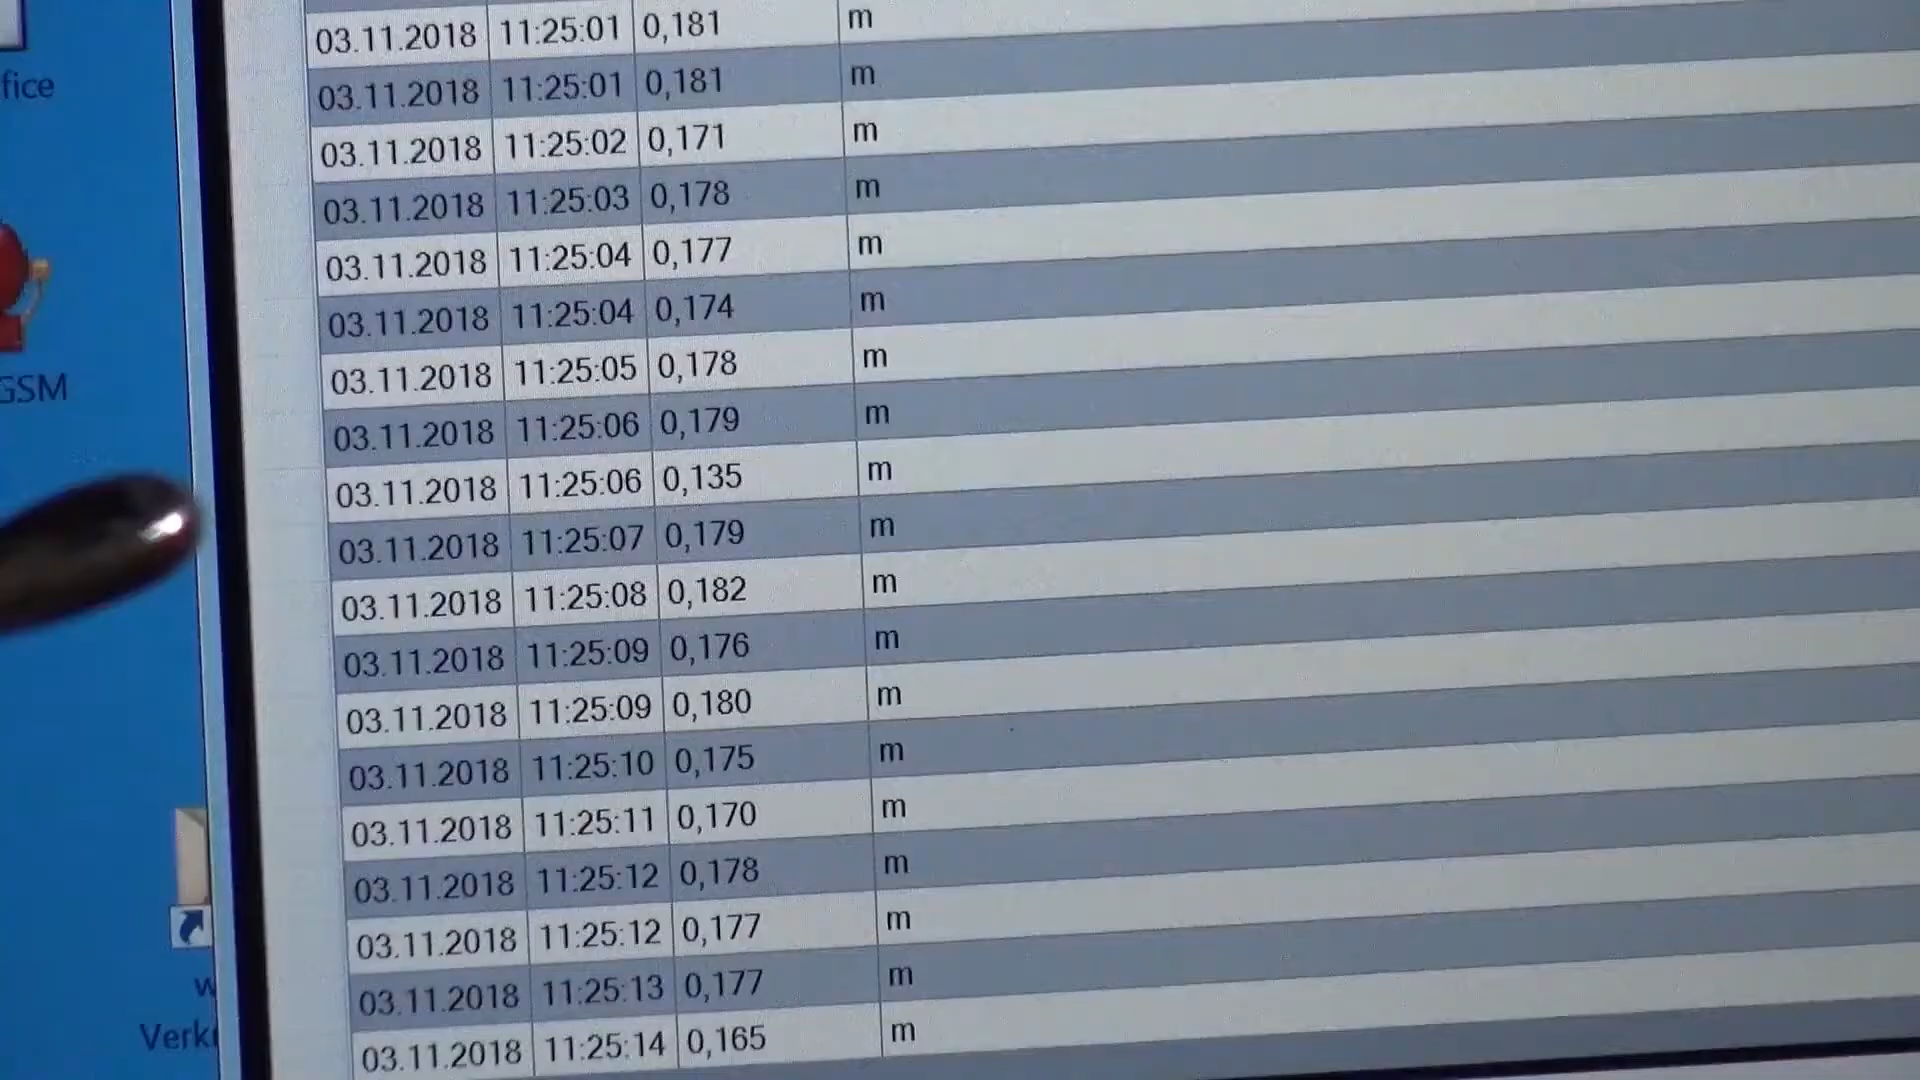 03.11.2018 11:25:01 0,181 m
03.11.2018 11:25:01 0,181 m
03.11.2018 11:25:02 0,171 m
03.11.2018 11:25:03 0,178 m
03.11.2018 11:25:04 0,177 m
03.11.2018 11:25:04 0,174 m
03.11.2018 11:25:05 0,178 m
03.11.2018 11:25:06 0,179 m
03.11.2018 11:25:06 0,135 m
03.11.2018 11:25:07 0,179 m
03.11.2018 11:25:08 0,182 m
03.11.2018 11:25:09 0,176 m
03.11.2018 11:25:09 0,180 m
03.11.2018 11:25:10 0,175 m
03.11.2018 11:25:11 0,170 m
03.11.2018 11:25:12 0,178 m
03.11.2018 11:25:12 0,177 m
03.11.2018 11:25:13 0,177 m
03.11.2018 11:25:14 0,165 m
fice
GSM
w
Verk